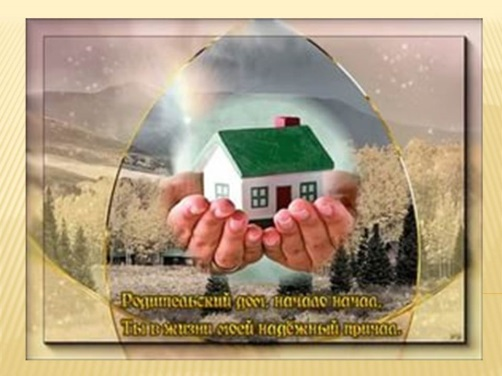 Родительский дом, начало начал,
Ты в жизни моей надёжный причал.